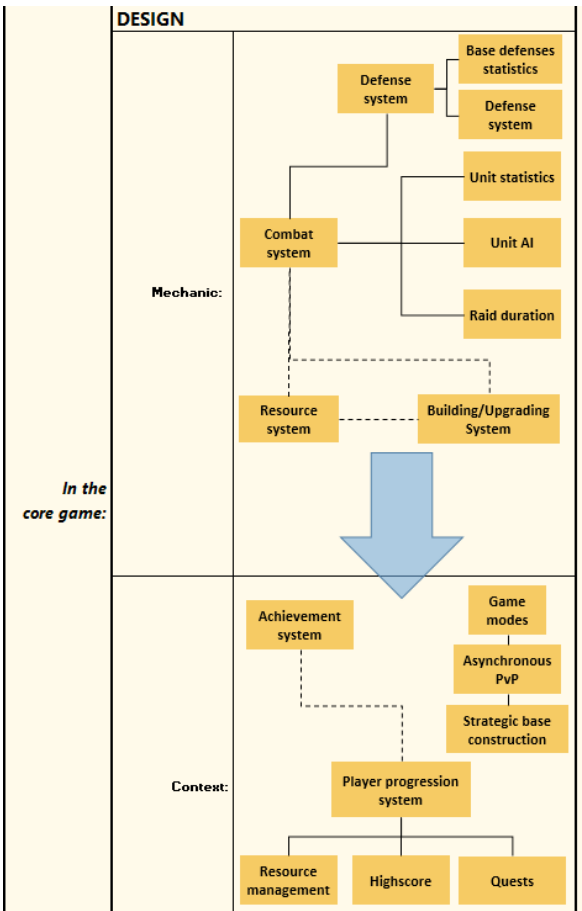 DESIGN
Base defenses
statistics
Defense
system
Defense
system
Unit statistics
Combat
system
Unit AI
Mechanic:
Raid duration
Resource
system
Building/Upgrading
System
In the
core game:
Achievement
system
Game
modes
Asynchronous
PvP
Strategic base
construction
Context:
Player progression
system
Resource
management
Highscore
Quests